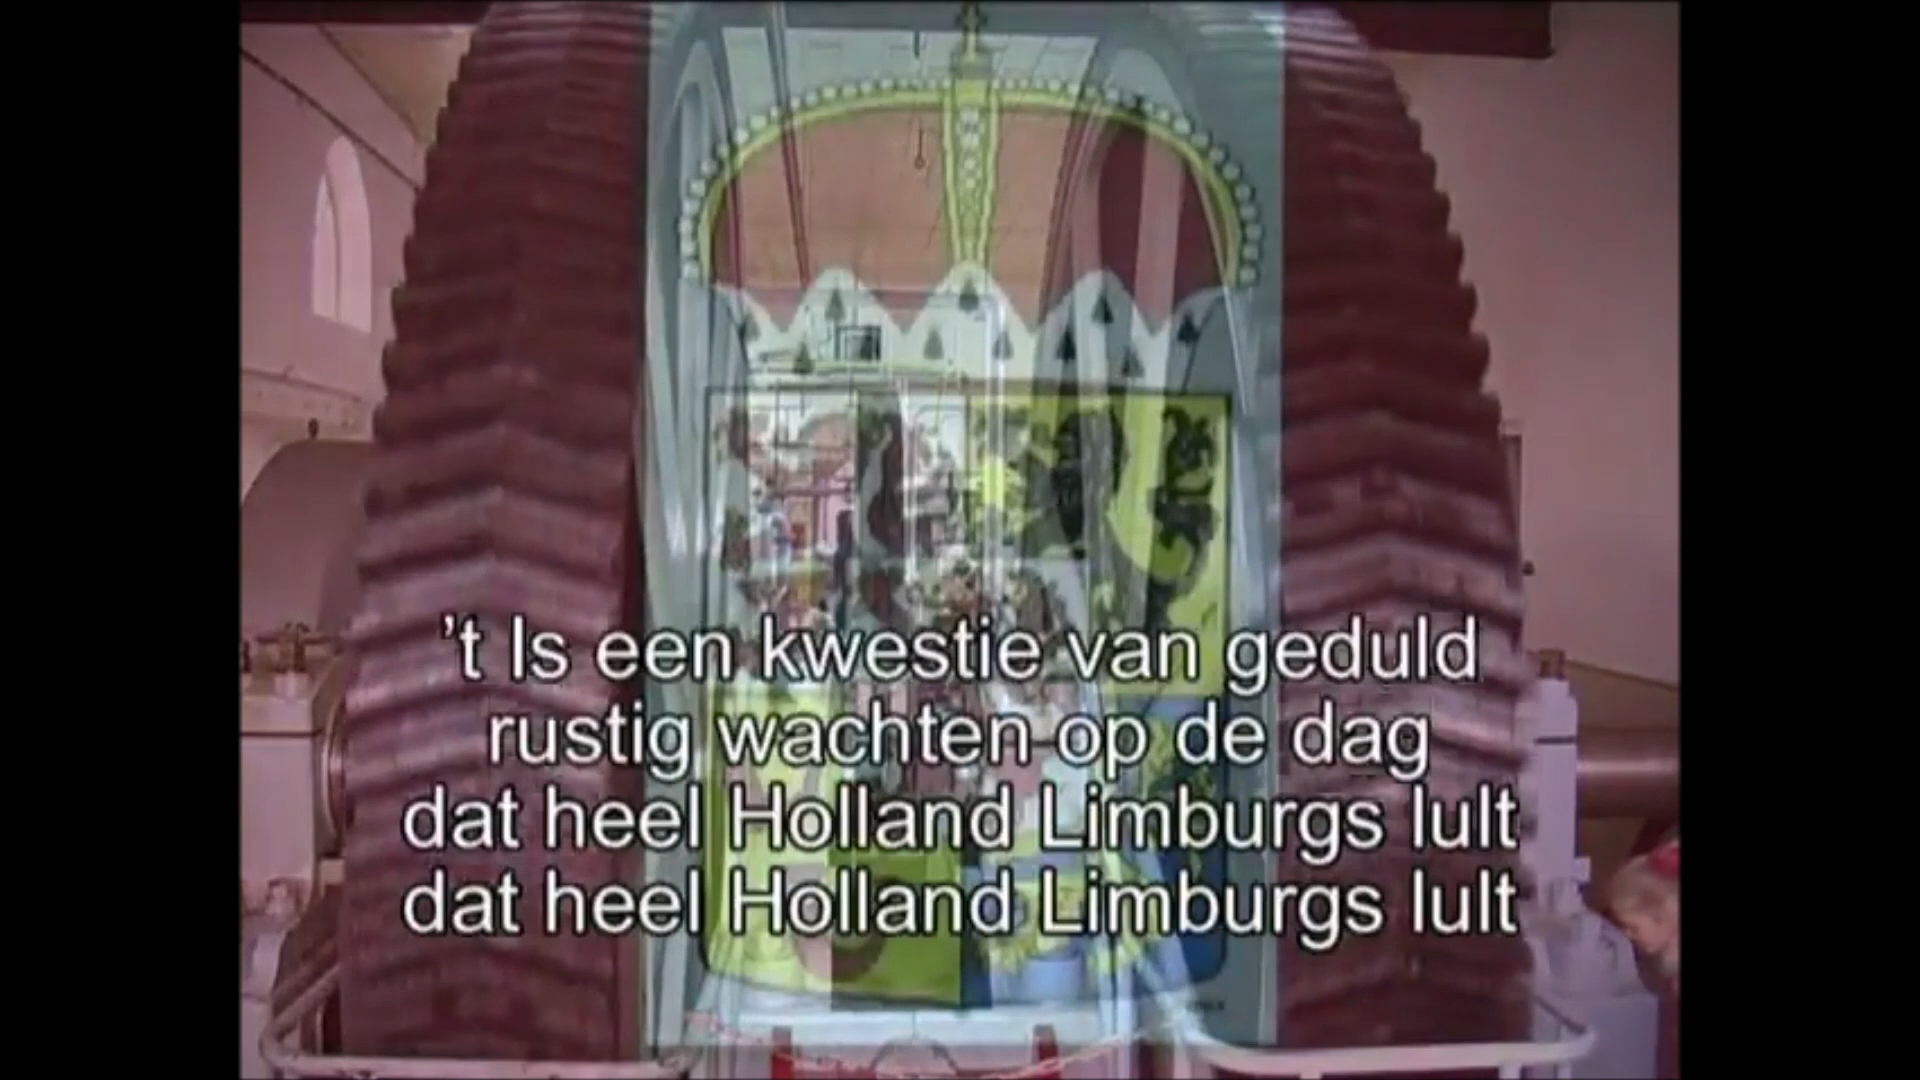 ’t Is een kwestie van geduld
rustig wachten op de dag
dat heel Holland Limburgs lult
dat heel Holland Limburgs lult